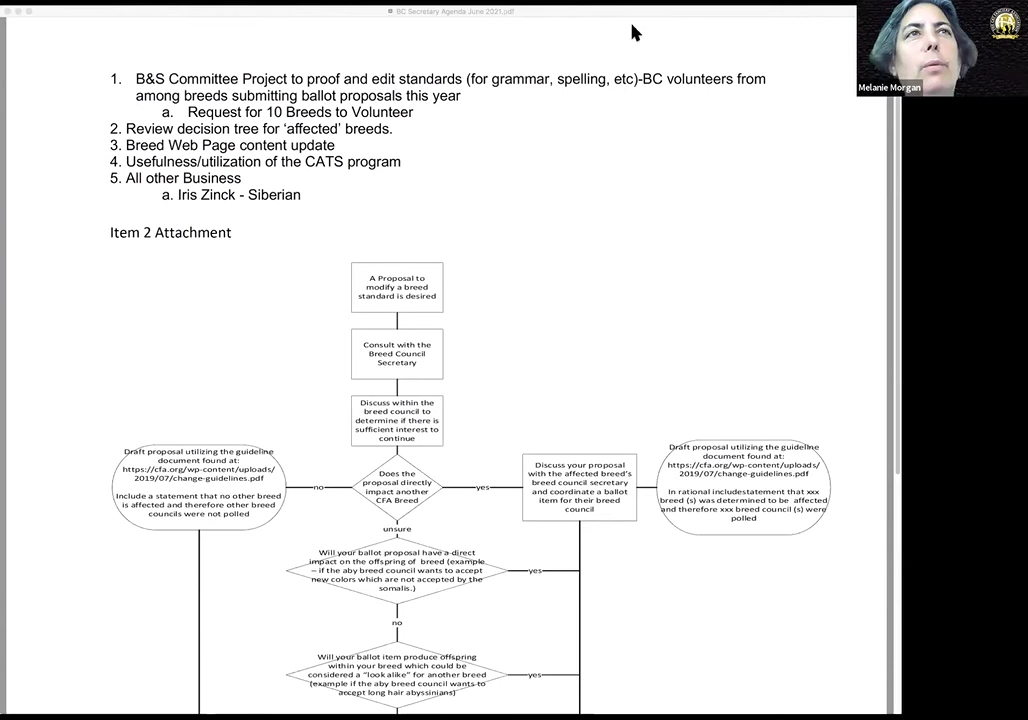 BC Secretary Agenda June 2021.pdf
Melanie Morgan
1. B&S Committee Project to proof and edit standards (for grammar, spelling, etc)-BC volunteers from
among breeds submitting ballot proposals this year
a. Request for 10 Breeds to Volunteer
2. Review decision tree for ‘affected’ breeds.
3. Breed Web Page content update
4. Usefulness/utilization of the CATS program
5. All other Business
a. Iris Zinck - Siberian
Item 2 Attachment
A Proposal to
modify a breed
standard is desired
Consult with the
Breed Council
Secretary
Discuss within the
breed council to
determine if there is
sufficient interest to
continue
Draft proposal utilizing the guideline
document found at:
https://cfa.org/wp-content/uploads/
2019/07/change-guidelines.pdf
Include a statement that no other breed
is affected and therefore other breed
councils were not polled
no
Does the
proposal directly
impact another
CFA Breed
yes
Discuss your proposal
with the affected breed's
breed council secretary
and coordinate a ballot
item for their breed
council
Draft proposal utilizing the guideline
document found at:
https://cfa.org/wp-content/uploads/
2019/07/change-guidelines.pdf
In rational includestatement that xxx
breed (s) was determined to be affected
and therefore xxx breed council (s) were
polled
unsure
Will your ballot proposal have a direct
impact on the offspring of breed (example
– if the aby breed council wants to accept
new colors which are not accepted by the
somalis.)
yes
no
Will your ballot item produce offspring
within your breed which could be
considered a "look alike" for another breed
(example if the aby breed council wants to
accept long hair abyssinians)
yes